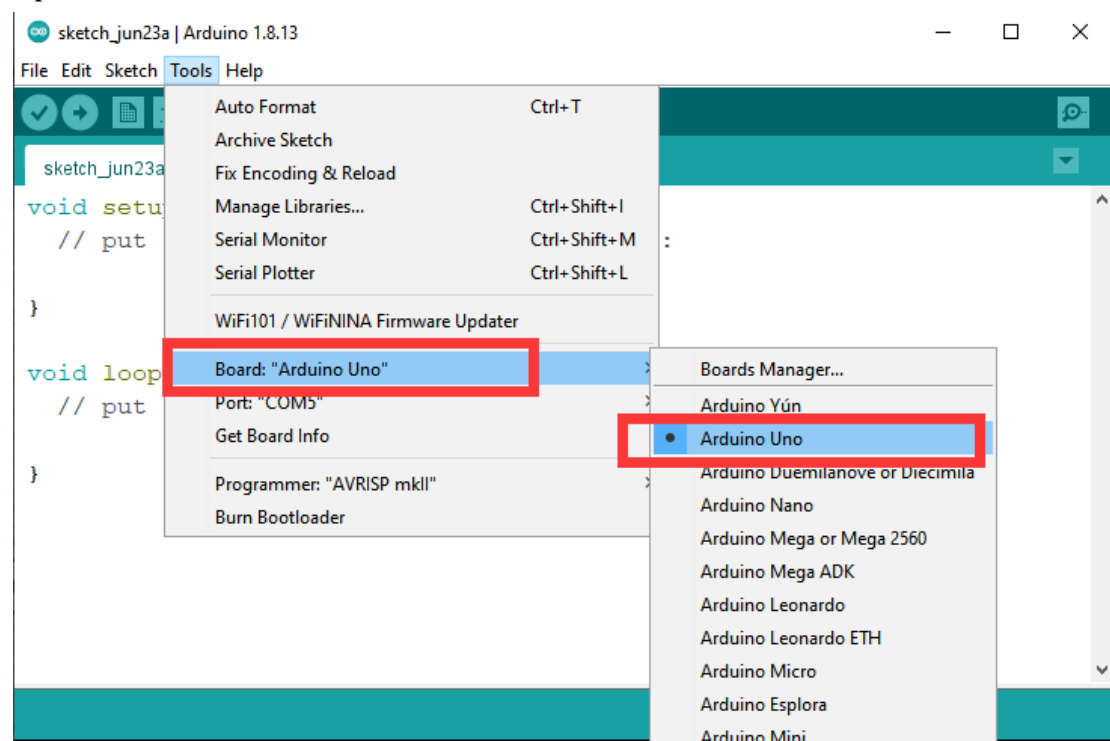 sketch_jun23a | Arduino 1.8.13
File Edit Sketch Tools Help
sketch_jun23a
void setu
// put
:
}
void loop
// put
}
Auto Format Ctrl+T
Archive Sketch
Fix Encoding & Reload
Manage Libraries... Ctrl+Shift+I
Serial Monitor Ctrl+Shift+M
Serial Plotter Ctrl+Shift+L
WiFi101 / WiFiNINA Firmware Updater
Board: "Arduino Uno"
Port: "COM5"
Get Board Info
Programmer: "AVRISP mkII"
Burn Bootloader
Boards Manager...
Arduino Yún
Arduino Uno
Arduino Duemilanove or Diecimila
Arduino Nano
Arduino Mega or Mega 2560
Arduino Mega ADK
Arduino Leonardo
Arduino Leonardo ETH
Arduino Micro
Arduino Esplora
Arduino Mini